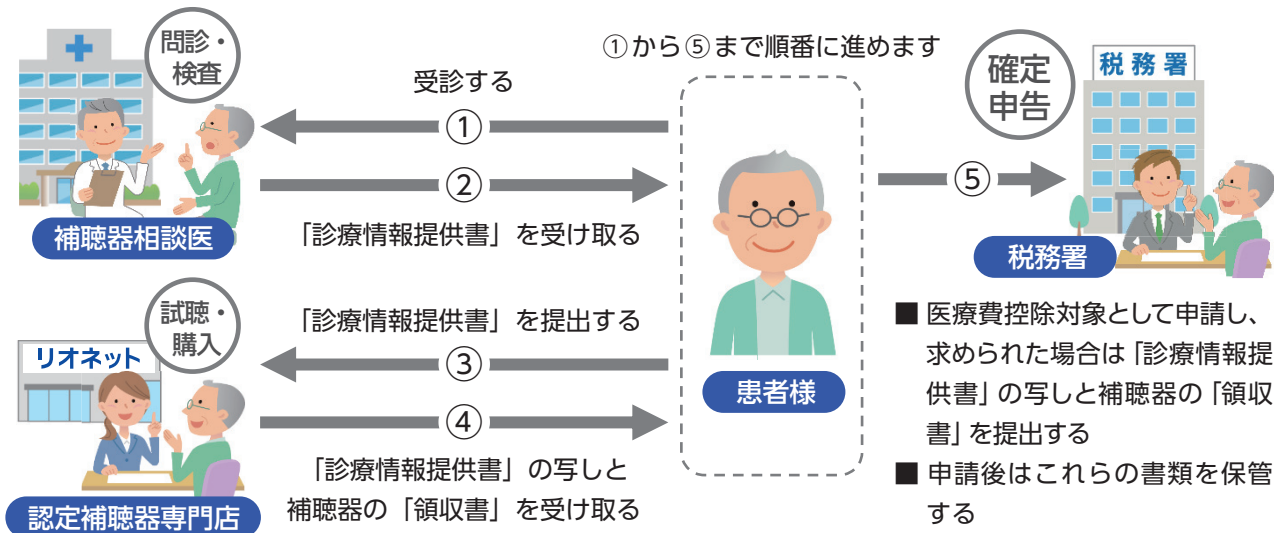 ①から⑤まで順番に進めます
問診・
検査
受診する
①
②
「診療情報提供書」を受け取る
補聴器相談医
試聴・
購入
リオネット
「診療情報提供書」を提出する
③
④
「診療情報提供書」の写しと
補聴器の「領収書」を受け取る
認定補聴器専門店
患者様
確定
申告
税務署
⑤
税務署
■ 医療費控除対象として申請し、
求められた場合は「診療情報提
供書」の写しと補聴器の「領収
書」を提出する
■ 申請後はこれらの書類を保管
する